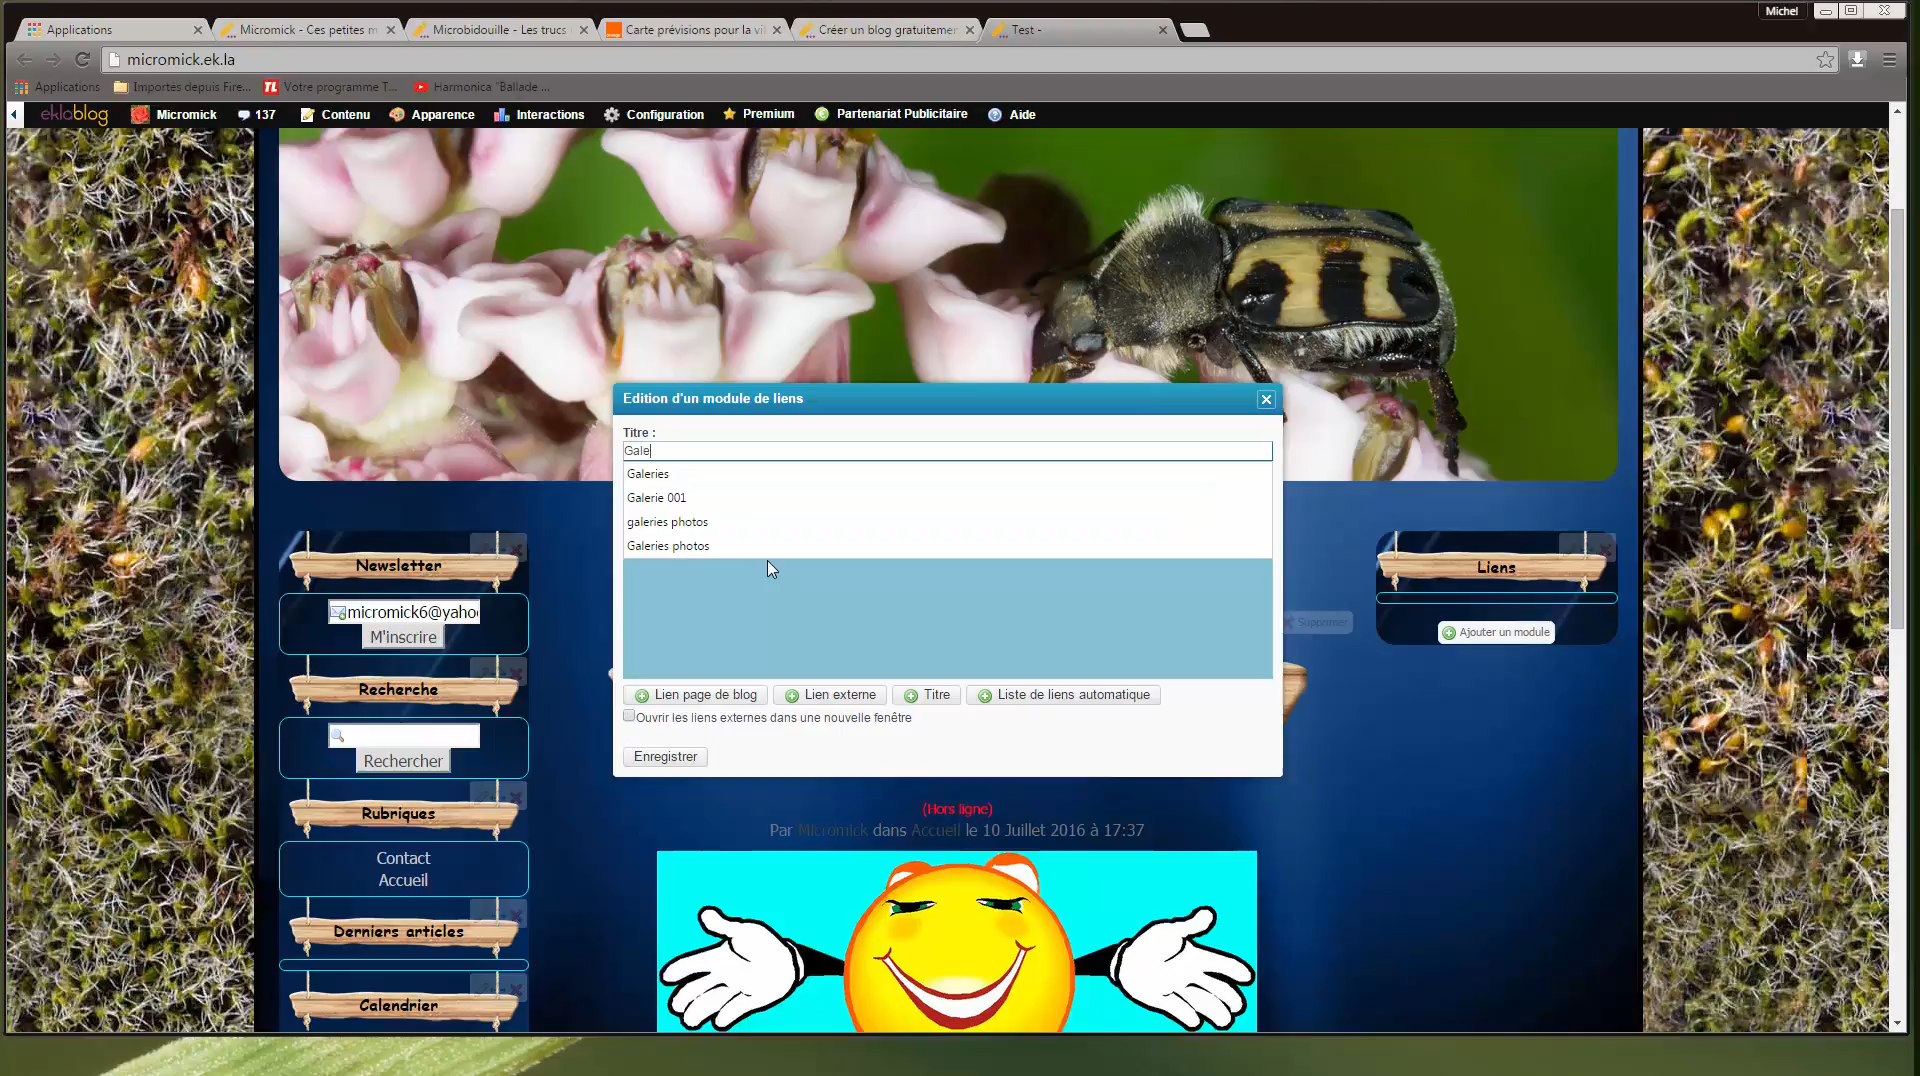 Michel
Applications
Micromick - Ces petites m
Microbidouille - Les trucs
Carte prévisions pour la vil
Créer un blog gratuitement
Test -
micromick.ek.la
Applications
Importes depuis Fire...
Votre programme T...
Harmonica "Ballade ...
eklablog
Micromick
137
Contenu
Apparence
Interactions
Configuration
Premium
Partenariat Publicitaire
Aide
Edition d'un module de liens
Titre :
Gale
Galeries
Galerie 001
galeries photos
Galeries photos
Lien page de blog
Lien externe
Titre
Liste de liens automatique
Ouvrir les liens externes dans une nouvelle fenêtre
Enregistrer
Newsletter
micromick6@yaho
M'inscrire
Recherche
Rechercher
Rubriques
Contact
Accueil
Derniers articles
Calendrier
Liens
Ajouter un module
Supprimer
(Hors ligne)
Par Micromick dans Accueil le 10 Juillet 2016 à 17:37